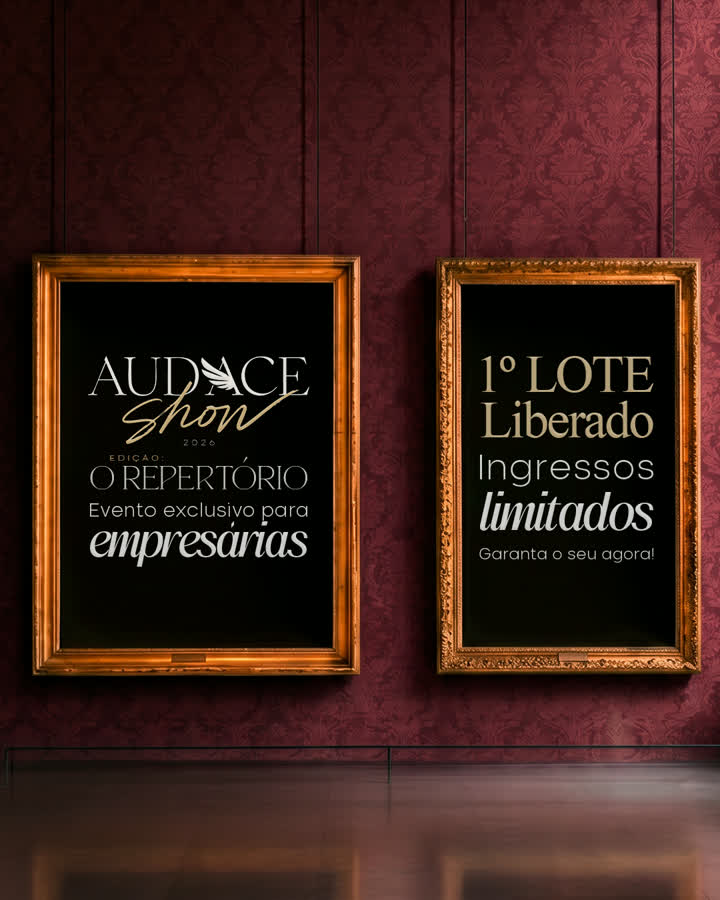 AUDACE
Show
2026
EDIÇÃO:
O REPERTÓRIO
Evento exclusivo para
empresárias
1º LOTE
Liberado
Ingressos
limitados
Garanta o seu agora!